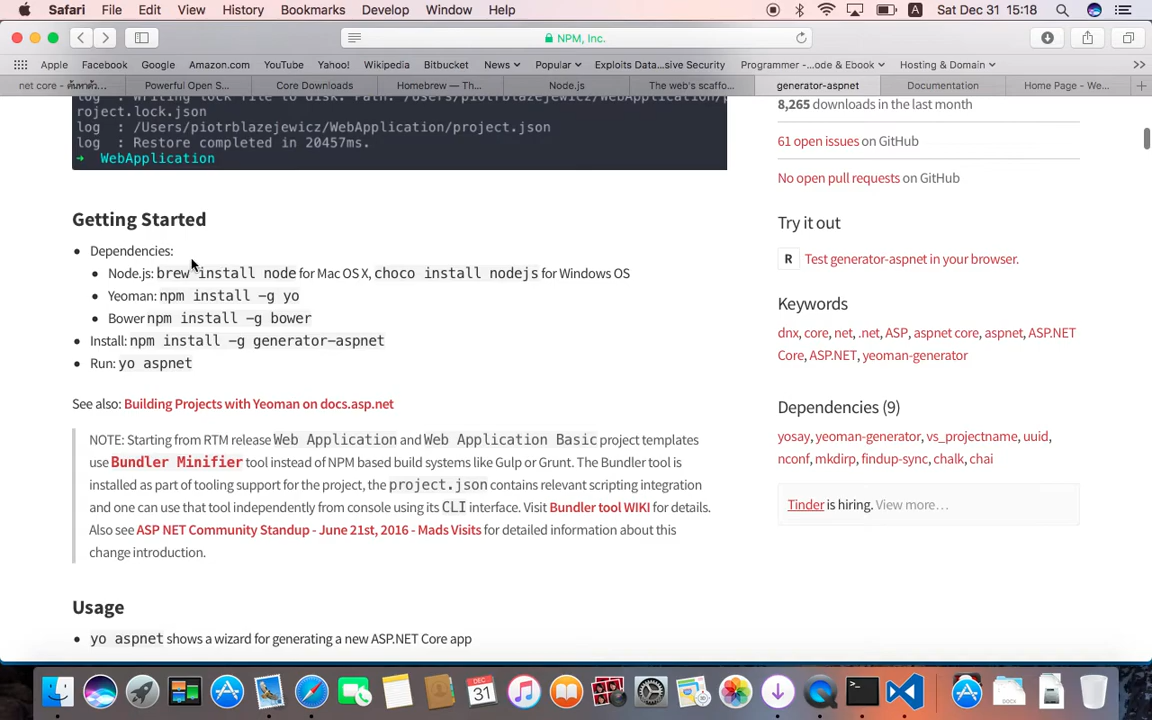 Safari File Edit View History Bookmarks Develop Window Help Sat Dec 31 15:18
NPM, Inc.
Apple Facebook Google Amazon.com YouTube Yahoo! Wikipedia Bitbucket News Popular Exploits Data...sive Security Programmer -...ode & Ebook Hosting & Domain >>
Powerful Open S... Core Downloads Homebrew — Th... Node.js The web's scaffo... generator-aspnet Documentation Home Page - We... +
roject.lock.json
log : /Users/piotrblazejewicz/WebApplication/project.json
log : Restore completed in 20457ms.
➜ WebApplication
8,265 downloads in the last month
61 open issues on GitHub
No open pull requests on GitHub
Getting Started
• Dependencies:
• Node.js: brew install node for Mac OS X, choco install nodejs for Windows OS
• Yeoman: npm install -g yo
• Bower npm install -g bower
• Install: npm install -g generator-aspnet
• Run: yo aspnet
See also: Building Projects with Yeoman on docs.asp.net
NOTE: Starting from RTM release Web Application and Web Application Basic project templates
use Bundler Minifier tool instead of NPM based build systems like Gulp or Grunt. The Bundler tool is
installed as part of tooling support for the project, the project.json contains relevant scripting integration
and one can use that tool independently from console using its CLI interface. Visit Bundler tool WIKI for details.
Also see ASP NET Community Standup - June 21st, 2016 - Mads Visits for detailed information about this
change introduction.
Usage
• yo aspnet shows a wizard for generating a new ASP.NET Core app
Try it out
R Test generator-aspnet in your browser.
Keywords
dnx, core, net, .net, ASP, aspnet core, aspnet, ASP.NET
Core, ASP.NET, yeoman-generator
Dependencies (9)
yosay, yeoman-generator, vs_projectname, uuid,
nconf, mkdirp, findup-sync, chalk, chai
Tinder is hiring. View more…
DEC
31